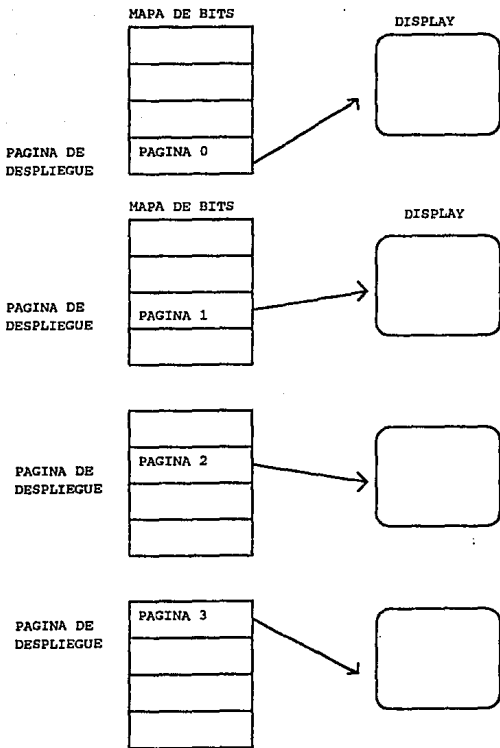 MAPA DE BITS
DISPLAY
PAGINA DE
DESPLIEGUE
PAGINA 0
MAPA DE BITS
DISPLAY
PAGINA DE
DESPLIEGUE
PAGINA 1
PAGINA DE
DESPLIEGUE
PAGINA 2
PAGINA DE
DESPLIEGUE
PAGINA 3